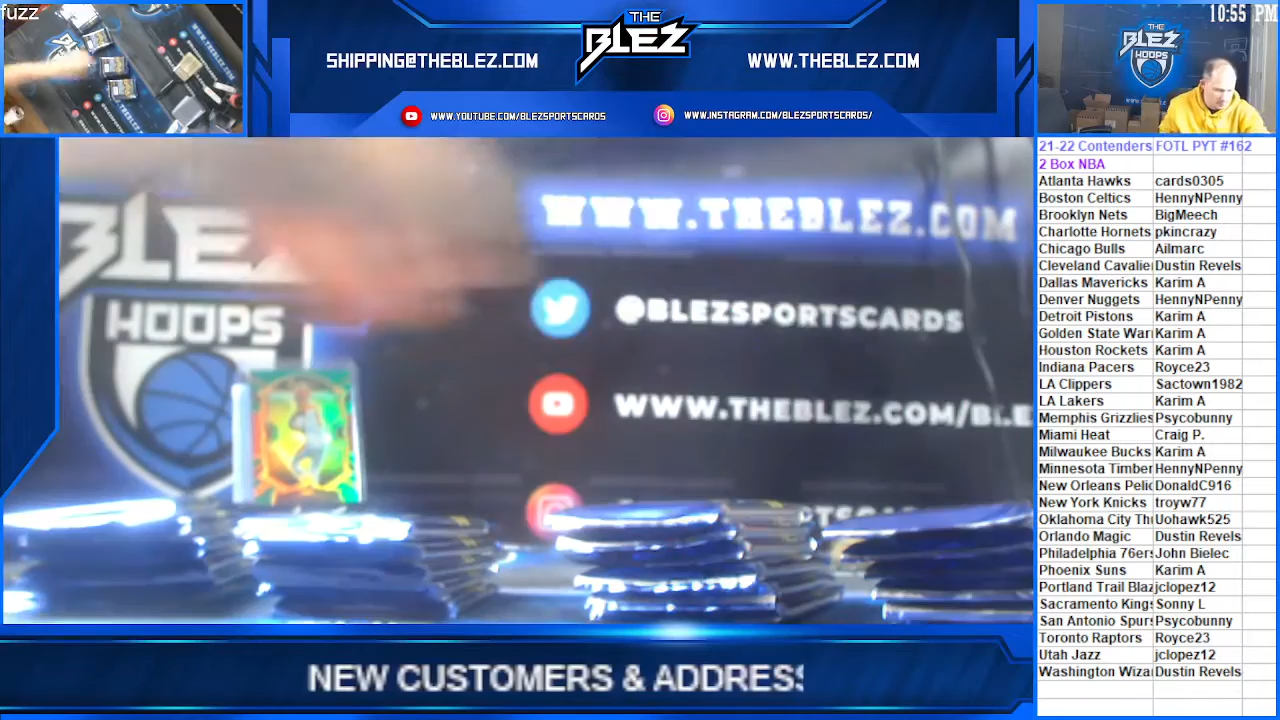 fuzz
THE
BLEZ
SHIPPING@THEBLEZ.COM
WWW.THEBLEZ.COM
WWW.YOUTUBE.COM/BLEZSPORTSCARDS
WWW.INSTAGRAM.COM/BLEZSPORTSCARDS/
10:55 PM
THE
BLEZ
HOOPS
BLEZ
HOOPS
WWW.THEBLEZ.COM
@BLEZSPORTSCARDS
WWW.THEBLEZ.COM/BLE
NEW CUSTOMERS & ADDRESS
21-22 Contenders FOTL PYT #162
2 Box NBA
Atlanta Hawks cards0305
Boston Celtics HennyNPenny
Brooklyn Nets BigMeech
Charlotte Hornets pkincrazy
Chicago Bulls Ailmarc
Cleveland Cavalie Dustin Revels
Dallas Mavericks Karim A
Denver Nuggets HennyNPenny
Detroit Pistons Karim A
Golden State War Karim A
Houston Rockets Karim A
Indiana Pacers Royce23
LA Clippers Sactown1982
LA Lakers Karim A
Memphis Grizzlies Psycobunny
Miami Heat Craig P.
Milwaukee Bucks Karim A
Minnesota Timber HennyNPenny
New Orleans Pelic DonaldC916
New York Knicks troyw77
Oklahoma City Th Uohawk525
Orlando Magic Dustin Revels
Philadelphia 76ers John Bielec
Phoenix Suns Karim A
Portland Trail Blaz jclopez12
Sacramento Kings Sonny L
San Antonio Spurs Psycobunny
Toronto Raptors Royce23
Utah Jazz jclopez12
Washington Wiza Dustin Revels